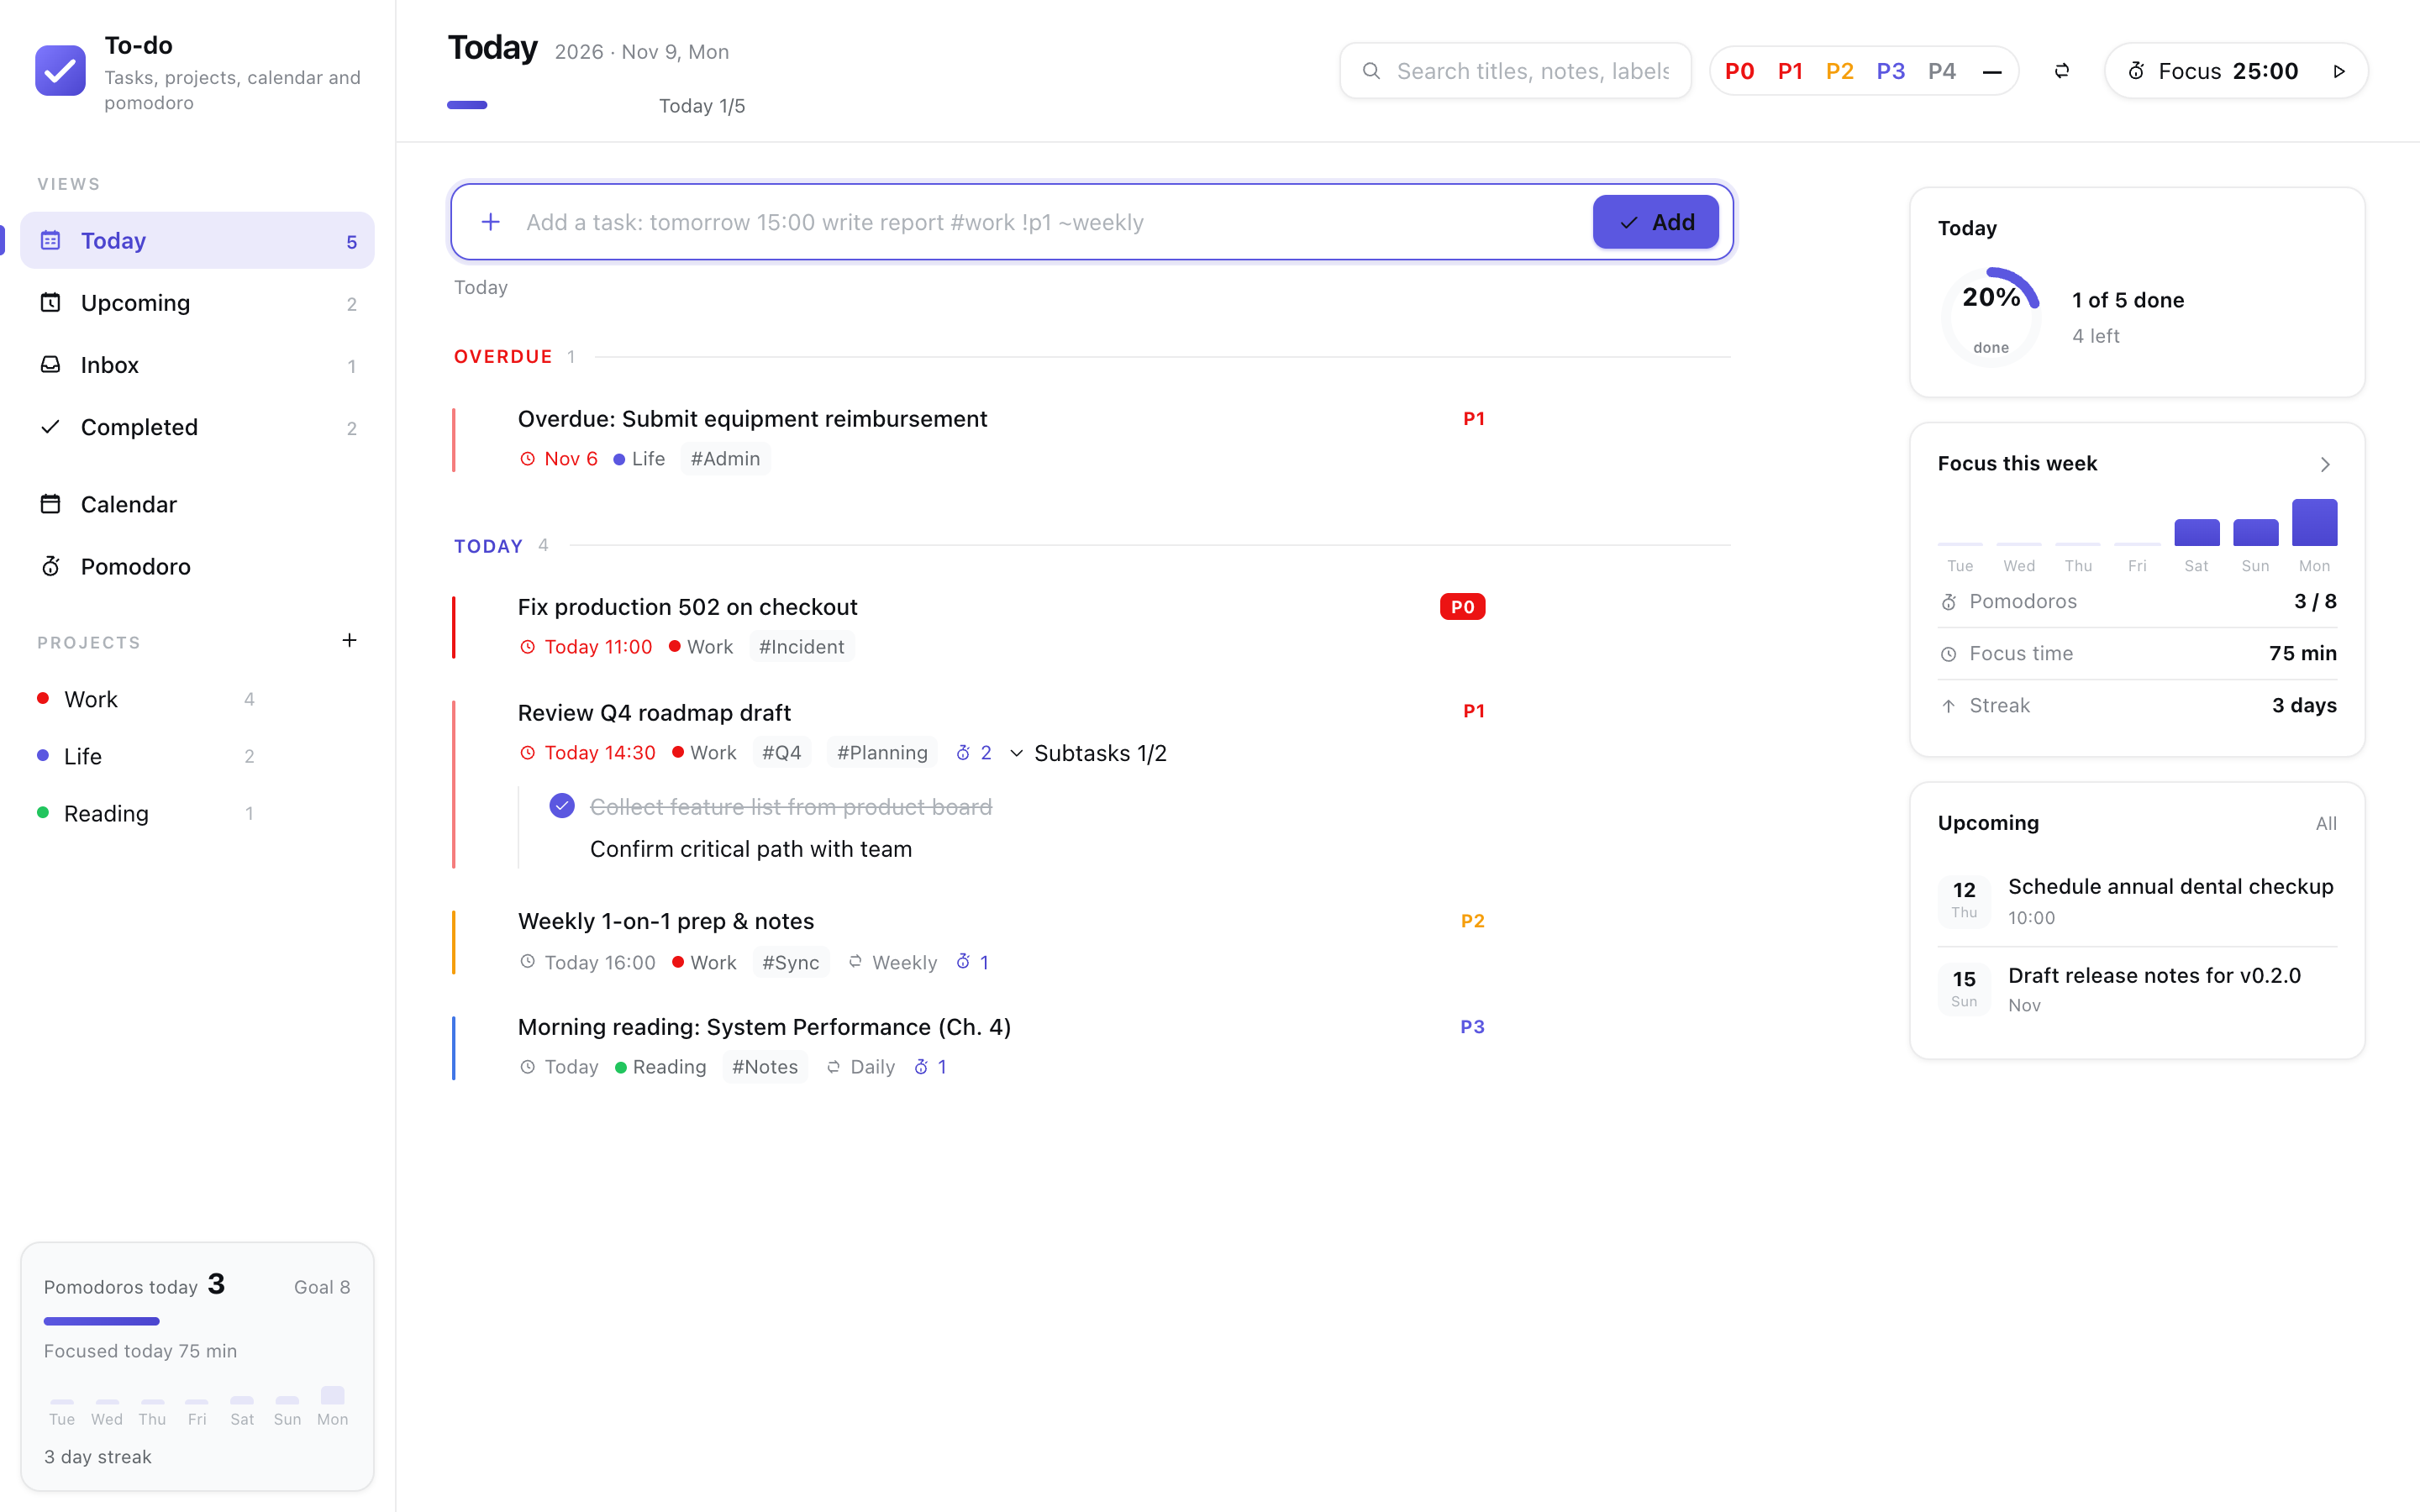 To-do
Tasks, projects, calendar and
pomodoro
VIEWS
Today 5
Upcoming 2
Inbox 1
Completed 2
Calendar
Pomodoro
PROJECTS +
Work 4
Life 2
Reading 1
Pomodoros today 3 Goal 8
Focused today 75 min
Tue Wed Thu Fri Sat Sun Mon
3 day streak
Today 2026 · Nov 9, Mon
Today 1/5
Search titles, notes, labels
P0 P1 P2 P3 P4 —
Focus 25:00
Add a task: tomorrow 15:00 write report #work !p1 ~weekly
Add
Today
OVERDUE 1
Overdue: Submit equipment reimbursement P1
Nov 6 Life #Admin
TODAY 4
Fix production 502 on checkout P0
Today 11:00 Work #Incident
Review Q4 roadmap draft P1
Today 14:30 Work #Q4 #Planning 2 Subtasks 1/2
Collect feature list from product board
Confirm critical path with team
Weekly 1-on-1 prep & notes P2
Today 16:00 Work #Sync Weekly 1
Morning reading: System Performance (Ch. 4) P3
Today Reading #Notes Daily 1
Today
20%
done
1 of 5 done
4 left
Focus this week
Tue Wed Thu Fri Sat Sun Mon
Pomodoros 3 / 8
Focus time 75 min
Streak 3 days
Upcoming All
12 Schedule annual dental checkup
Thu 10:00
15 Draft release notes for v0.2.0
Sun Nov